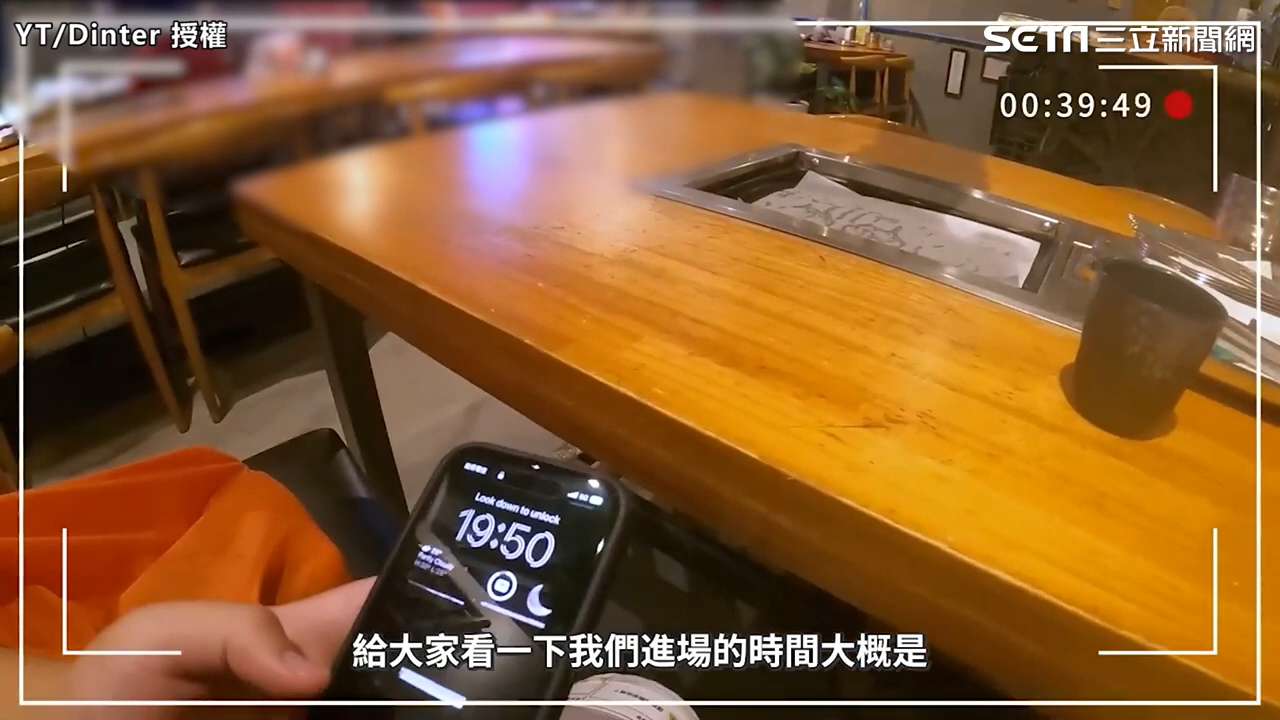 YT/Dinter 授權
SETN三立新聞網
00:39:49
Look down to unlock
19:50
Partly Cloudy
給大家看一下我們進場的時間大概是